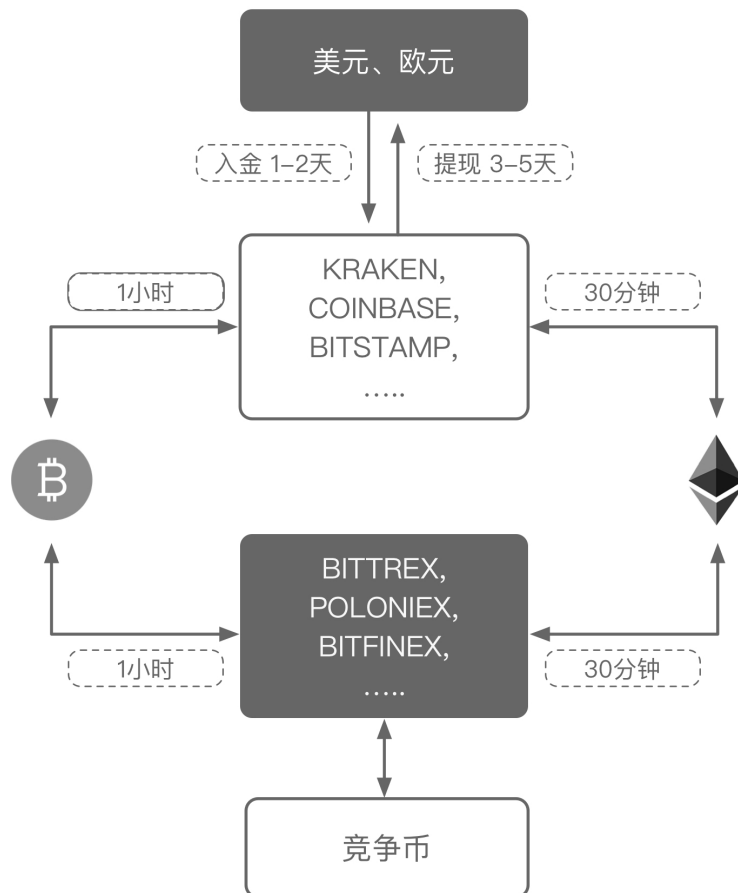 美元、欧元
入金 1–2天
提现 3–5天
KRAKEN,
COINBASE,
BITSTAMP,
…..
1小时
30分钟
BITTREX,
POLONIEX,
BITFINEX,
…..
1小时
30分钟
竞争币